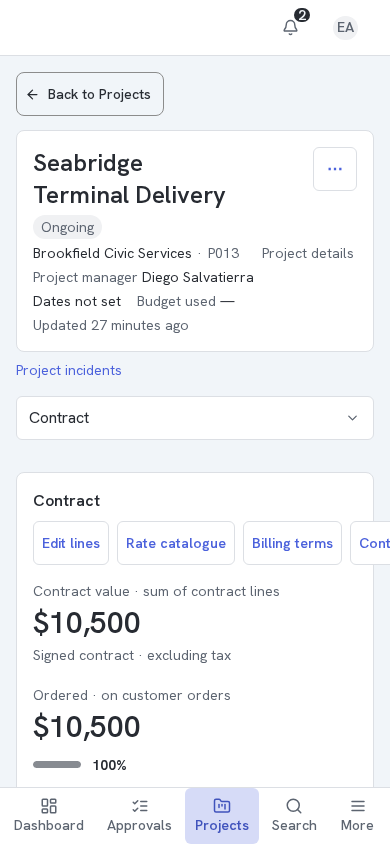 2
EA
Back to Projects
Seabridge
Terminal Delivery
...
Ongoing
Brookfield Civic Services · P013 Project details
Project manager Diego Salvatierra
Dates not set Budget used —
Updated 27 minutes ago
Project incidents
Contract
Contract
Edit lines Rate catalogue Billing terms Cont
Contract value · sum of contract lines
$10,500
Signed contract · excluding tax
Ordered · on customer orders
$10,500
100%
Dashboard Approvals Projects Search More